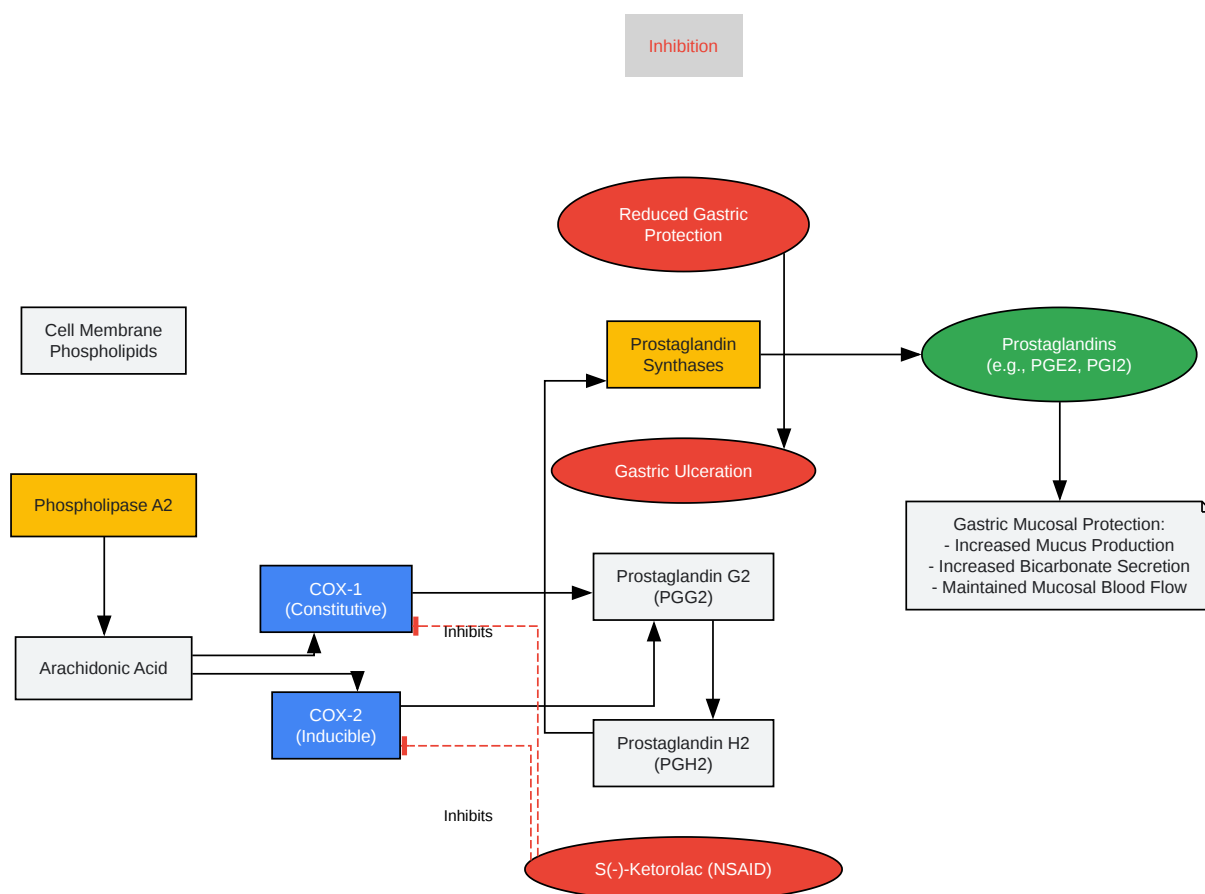 Inhibition
Reduced Gastric
Protection
Cell Membrane
Phospholipids
Prostaglandin
Synthases
Prostaglandins
(e.g., PGE2, PGI2)
Gastric Ulceration
Phospholipase A2
Gastric Mucosal Protection:
- Increased Mucus Production
- Increased Bicarbonate Secretion
- Maintained Mucosal Blood Flow
COX-1
(Constitutive)
Prostaglandin G2
(PGG2)
Inhibits
Arachidonic Acid
COX-2
(Inducible)
Prostaglandin H2
(PGH2)
Inhibits
S(-)-Ketorolac (NSAID)